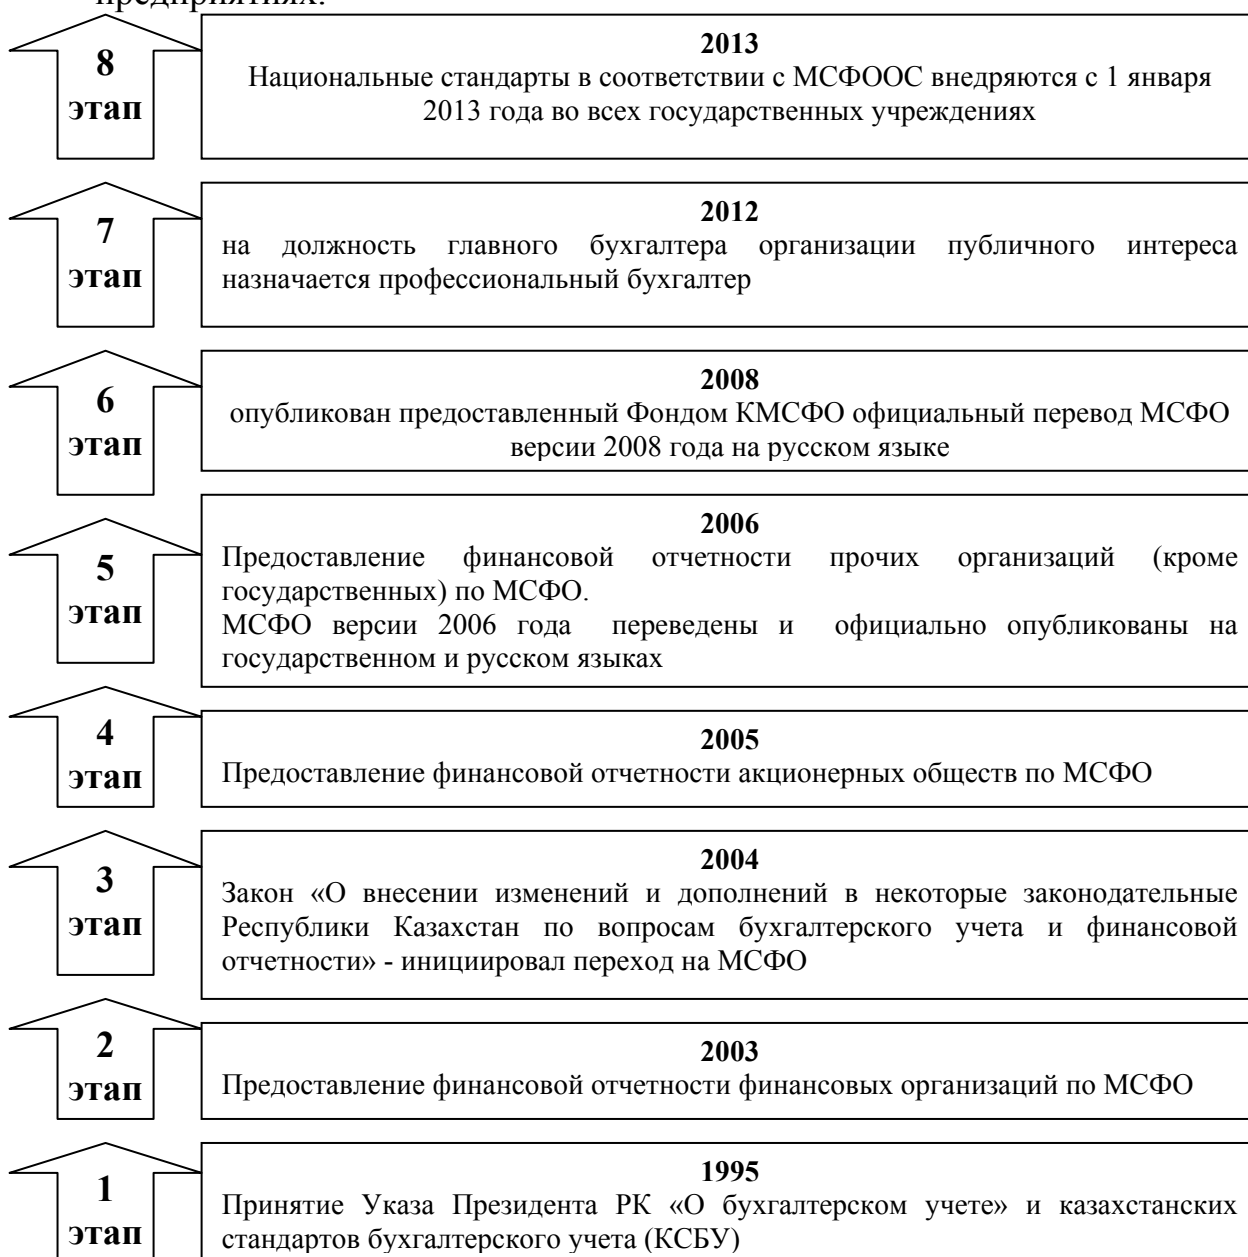 предприятиях.
8
этап
2013
Национальные стандарты в соответствии с МСФООС внедряются с 1 января
2013 года во всех государственных учреждениях
7
этап
2012
на должность главного бухгалтера организации публичного интереса
назначается профессиональный бухгалтер
6
этап
2008
опубликован предоставленный Фондом КМСФО официальный перевод МСФО
версии 2008 года на русском языке
5
этап
2006
Предоставление финансовой отчетности прочих организаций (кроме
государственных) по МСФО.
МСФО версии 2006 года переведены и официально опубликованы на
государственном и русском языках
4
этап
2005
Предоставление финансовой отчетности акционерных обществ по МСФО
3
этап
2004
Закон «О внесении изменений и дополнений в некоторые законодательные
Республики Казахстан по вопросам бухгалтерского учета и финансовой
отчетности» - инициировал переход на МСФО
2
этап
2003
Предоставление финансовой отчетности финансовых организаций по МСФО
1
этап
1995
Принятие Указа Президента РК «О бухгалтерском учете» и казахстанских
стандартов бухгалтерского учета (КСБУ)